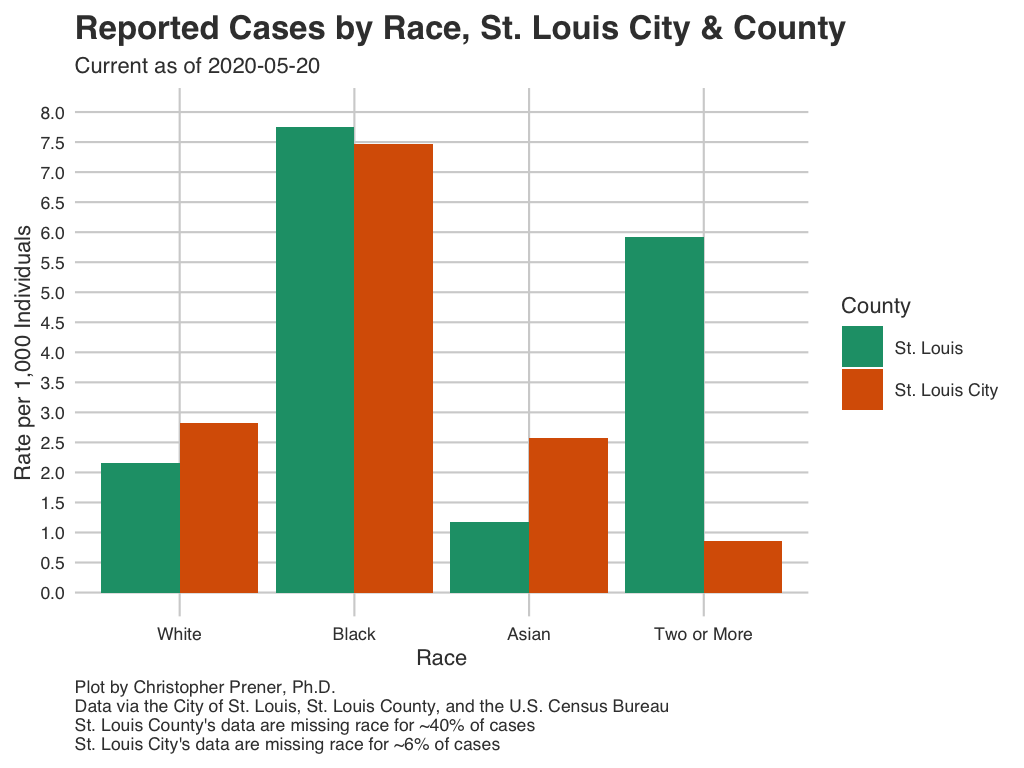 Reported Cases by Race, St. Louis City & County
Current as of 2020-05-20
8.0
7.5
7.0
6.5
6.0
5.5
5.0
4.5
4.0
3.5
3.0
2.5
2.0
1.5
1.0
0.5
0.0
Rate per 1,000 Individuals
White Black Asian Two or More
Race
County
St. Louis
St. Louis City
Plot by Christopher Prener, Ph.D.
Data via the City of St. Louis, St. Louis County, and the U.S. Census Bureau
St. Louis County's data are missing race for ~40% of cases
St. Louis City's data are missing race for ~6% of cases